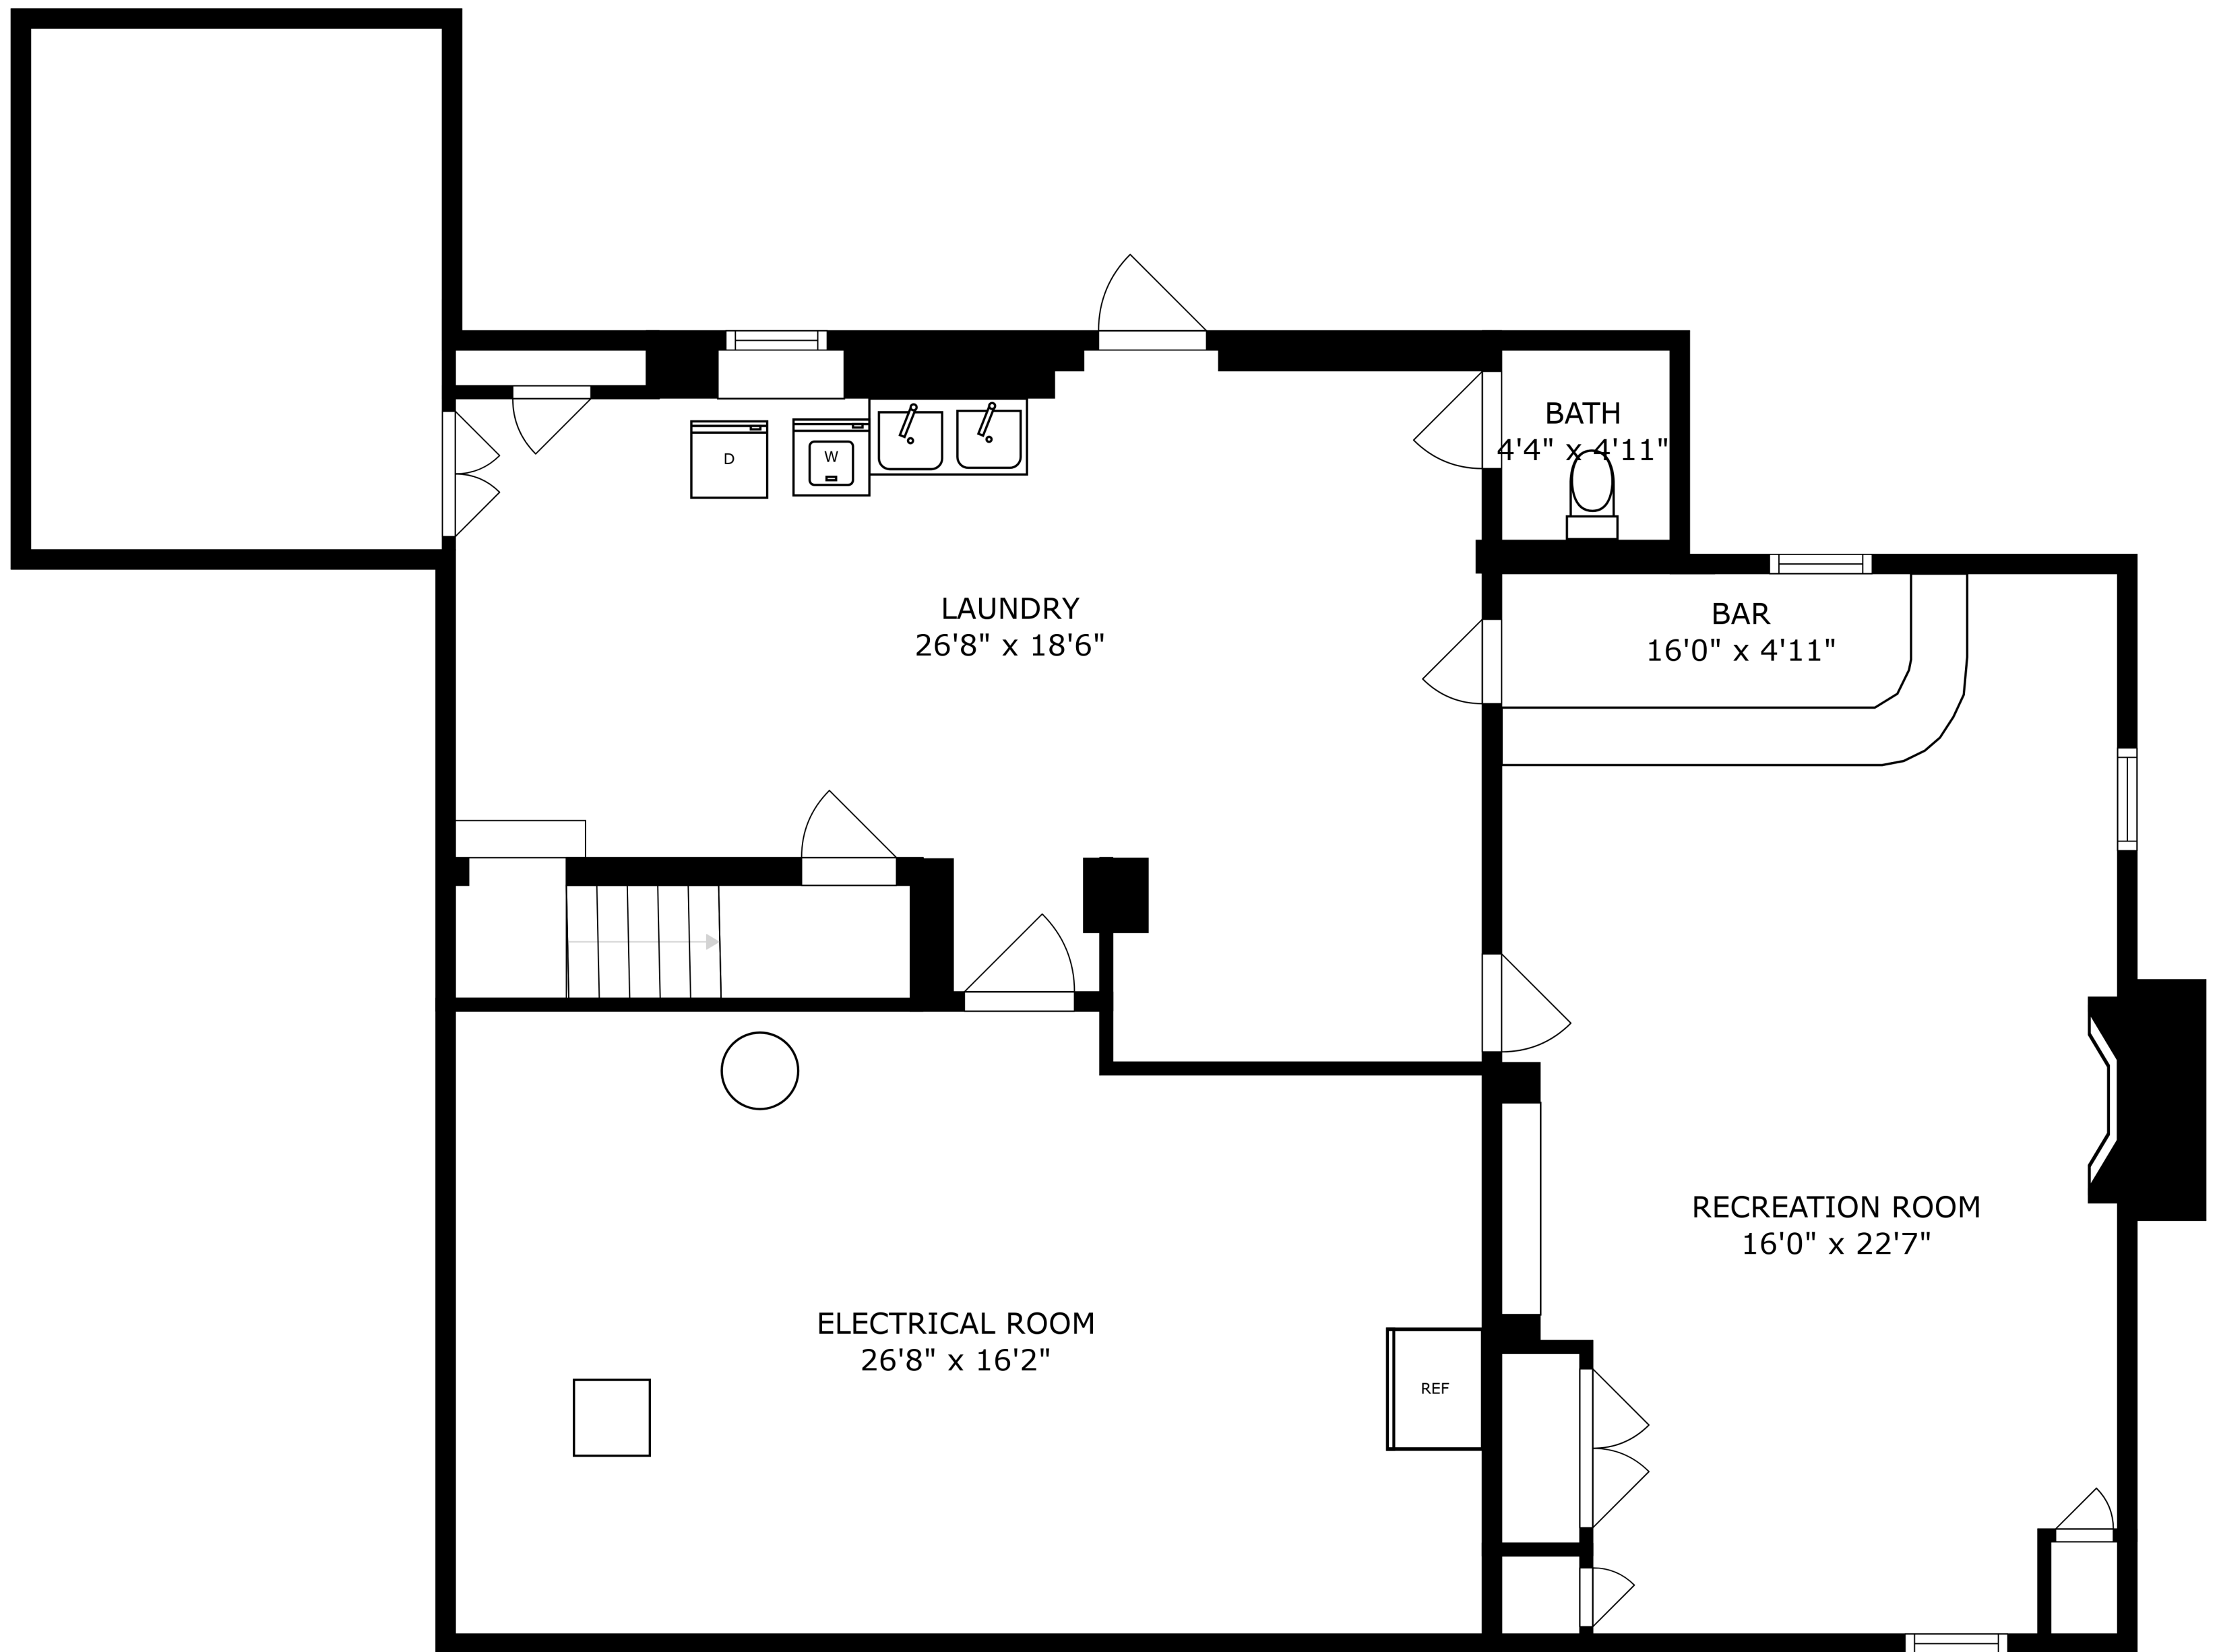 BATH
4'4" x 4'11"
D
W
LAUNDRY
26'8" x 18'6"
BAR
16'0" x 4'11"
RECREATION ROOM
16'0" x 22'7"
ELECTRICAL ROOM
26'8" x 16'2"
REF